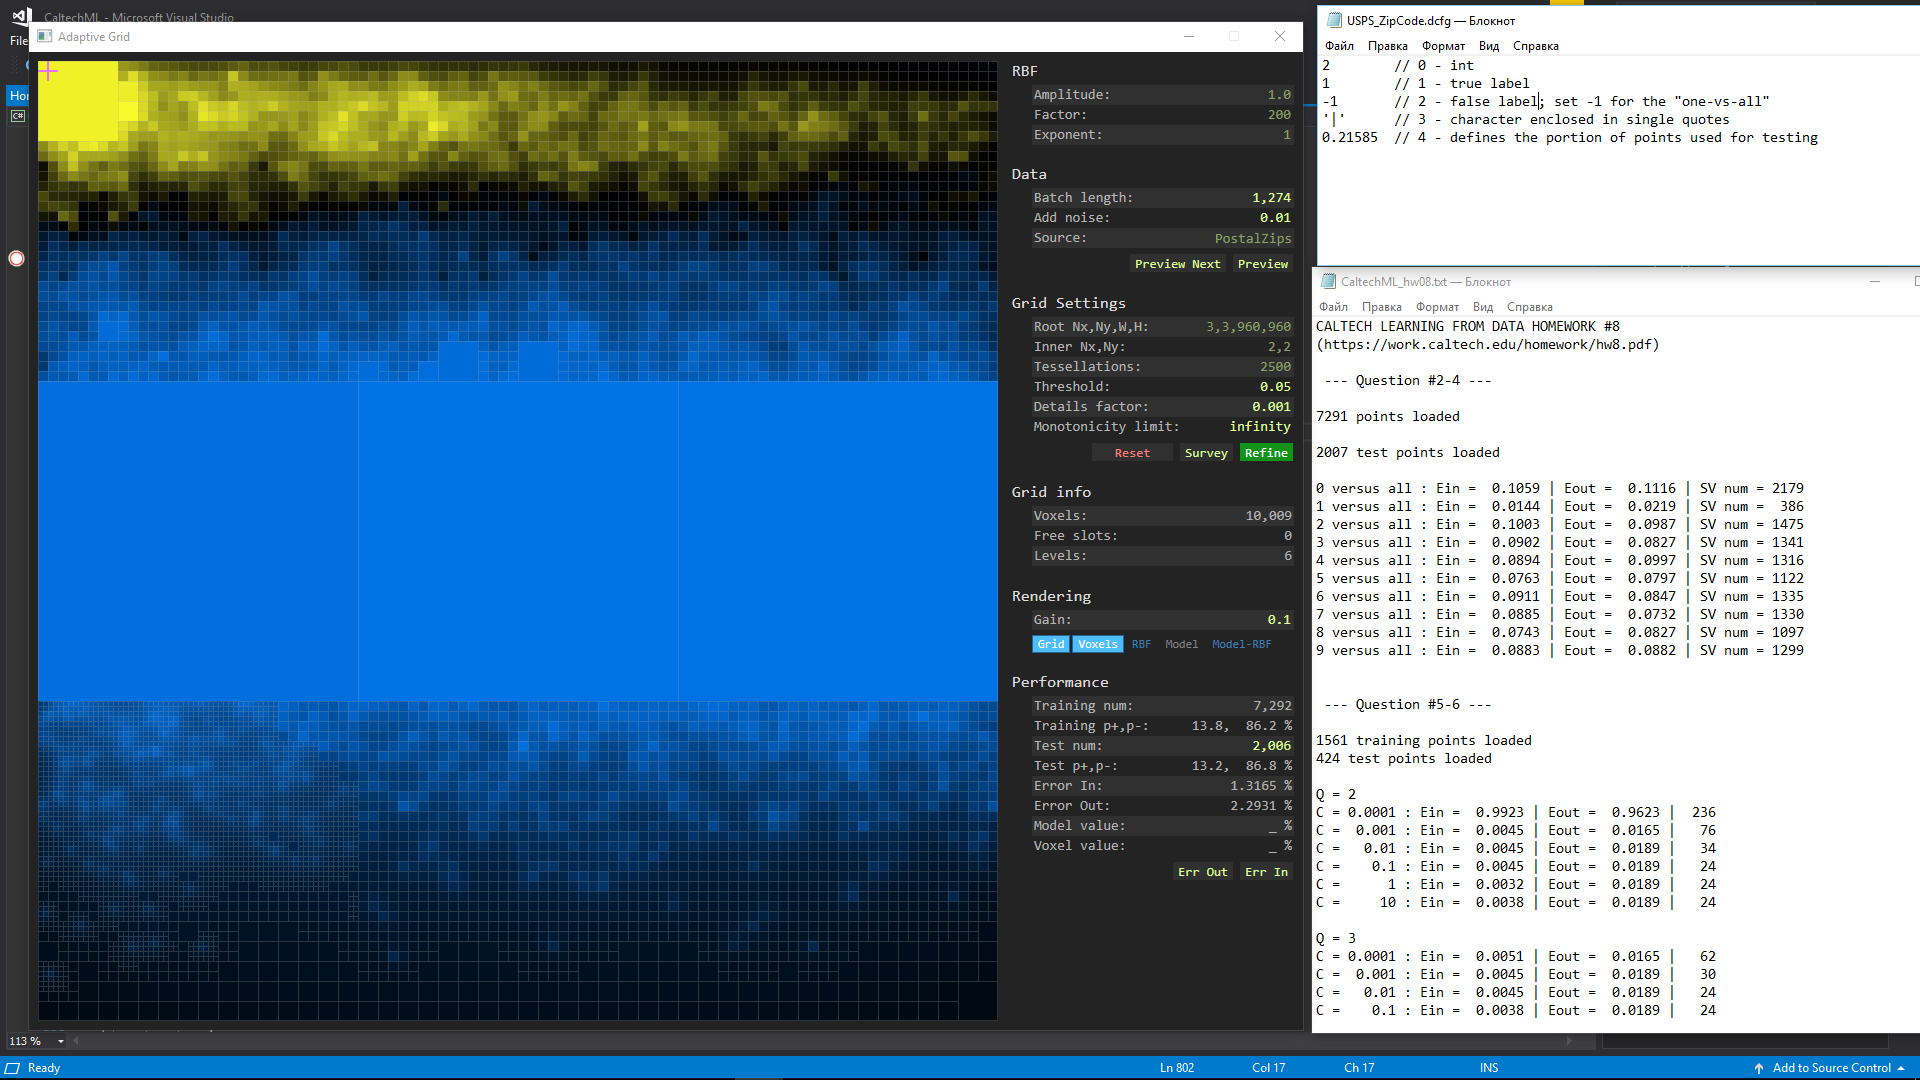 CaltechML - Microsoft Visual Studio
File
Hor
C#
Adaptive Grid
RBF
Amplitude: 1.0
Factor: 200
Exponent: 1
Data
Batch length: 1,274
Add noise: 0.01
Source: PostalZips
Preview Next Preview
Grid Settings
Root Nx,Ny,W,H: 3,3,960,960
Inner Nx,Ny: 2,2
Tessellations: 2500
Threshold: 0.05
Details factor: 0.001
Monotonicity limit: infinity
Reset Survey Refine
Grid info
Voxels: 10,009
Free slots: 0
Levels: 6
Rendering
Gain: 0.1
Grid Voxels RBF Model Model-RBF
Performance
Training num: 7,292
Training p+,p-: 13.8, 86.2 %
Test num: 2,006
Test p+,p-: 13.2, 86.8 %
Error In: 1.3165 %
Error Out: 2.2931 %
Model value: _ %
Voxel value: _ %
Err Out Err In
USPS_ZipCode.dcfg — Блокнот
Файл Правка Формат Вид Справка
2 // 0 - int
1 // 1 - true label
-1 // 2 - false label; set -1 for the "one-vs-all"
'|' // 3 - character enclosed in single quotes
0.21585 // 4 - defines the portion of points used for testing
CaltechML_hw08.txt — Блокнот
Файл Правка Формат Вид Справка
CALTECH LEARNING FROM DATA HOMEWORK #8
(https://work.caltech.edu/homework/hw8.pdf)
--- Question #2-4 ---
7291 points loaded
2007 test points loaded
0 versus all : Ein = 0.1059 | Eout = 0.1116 | SV num = 2179
1 versus all : Ein = 0.0144 | Eout = 0.0219 | SV num = 386
2 versus all : Ein = 0.1003 | Eout = 0.0987 | SV num = 1475
3 versus all : Ein = 0.0902 | Eout = 0.0827 | SV num = 1341
4 versus all : Ein = 0.0894 | Eout = 0.0997 | SV num = 1316
5 versus all : Ein = 0.0763 | Eout = 0.0797 | SV num = 1122
6 versus all : Ein = 0.0911 | Eout = 0.0847 | SV num = 1335
7 versus all : Ein = 0.0885 | Eout = 0.0732 | SV num = 1330
8 versus all : Ein = 0.0743 | Eout = 0.0827 | SV num = 1097
9 versus all : Ein = 0.0883 | Eout = 0.0882 | SV num = 1299
--- Question #5-6 ---
1561 training points loaded
424 test points loaded
Q = 2
C = 0.0001 : Ein = 0.9923 | Eout = 0.9623 | 236
C = 0.001 : Ein = 0.0045 | Eout = 0.0165 | 76
C = 0.01 : Ein = 0.0045 | Eout = 0.0189 | 34
C = 0.1 : Ein = 0.0045 | Eout = 0.0189 | 24
C = 1 : Ein = 0.0032 | Eout = 0.0189 | 24
C = 10 : Ein = 0.0038 | Eout = 0.0189 | 24
Q = 3
C = 0.0001 : Ein = 0.0051 | Eout = 0.0165 | 62
C = 0.001 : Ein = 0.0045 | Eout = 0.0189 | 30
C = 0.01 : Ein = 0.0045 | Eout = 0.0189 | 24
C = 0.1 : Ein = 0.0038 | Eout = 0.0189 | 24
113 %
Ready Ln 802 Col 17 Ch 17 INS Add to Source Control